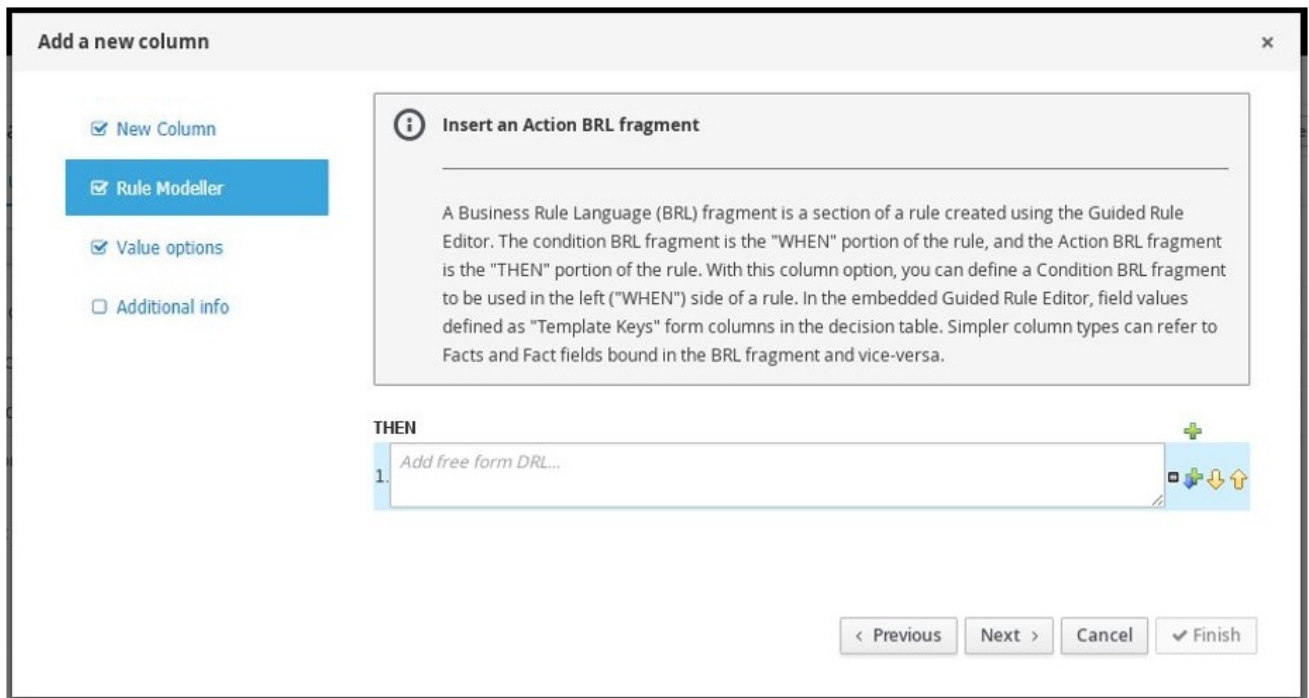 Add a new column
New Column
Rule Modeller
Value options
Additional info
Insert an Action BRL fragment
A Business Rule Language (BRL) fragment is a section of a rule created using the Guided Rule
Editor. The condition BRL fragment is the "WHEN" portion of the rule, and the Action BRL fragment
is the "THEN" portion of the rule. With this column option, you can define a Condition BRL fragment
to be used in the left ("WHEN") side of a rule. In the embedded Guided Rule Editor, field values
defined as "Template Keys" form columns in the decision table. Simpler column types can refer to
Facts and Fact fields bound in the BRL fragment and vice-versa.
THEN
1. Add free form DRL...
Previous Next Cancel Finish